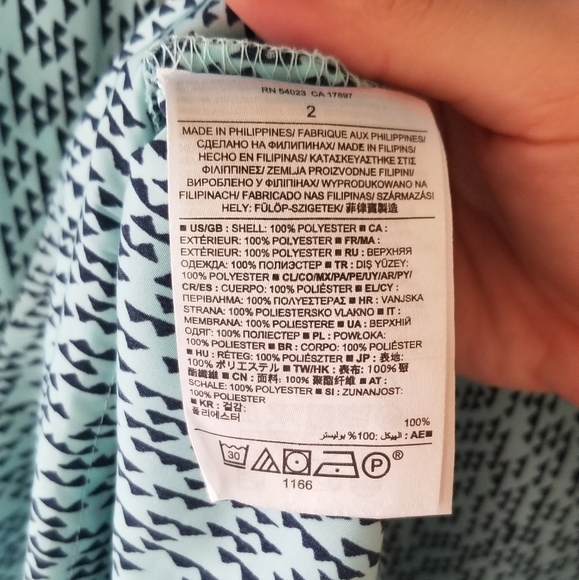 RN 54023 CA 17897
2
MADE IN PHILIPPINES/ FABRIQUE AUX PHILIPPINES/
СДЕЛАНО НА ФИЛИПИНАХ/ MADE IN FILIPINS/
HECHO EN FILIPINAS/ ΚΑΤΑΣΚΕΥΑΣΤΗΚΕ ΣΤΙΣ
ΦΙΛΙΠΠΙΝΕΣ/ ZEMLJA PROIZVODNJE FILIPINI/
ВИРОБЛЕНО У ФІЛІПІНАХ/ WYPRODUKOWANO NA
FILIPINACH/ FABRICADO NAS FILIPINAS/ SZÁRMAZÁSI
HELY: FÜLÖP-SZIGETEK/ 菲律賓製造
■ US/GB : SHELL: 100% POLYESTER ■ CA :
EXTÉRIEUR: 100% POLYESTER ■ FR/MA :
EXTÉRIEUR: 100% POLYESTER ■ RU : ВЕРХНЯЯ
ОДЕЖДА: 100% ПОЛИЭСТЕР ■ TR : DIŞ YÜZEY:
100% POLYESTER ■ CL/CO/MX/PA/PE/UY/AR/PY/
CR/ES : CUERPO: 100% POLIÉSTER ■ EL/CY :
ΠΕΡΙΒΛΗΜΑ: 100% ΠΟΛΥΕΣΤΕΡΑΣ ■ HR : VANJSKA
STRANA: 100% POLIESTERSKO VLAKNO ■ IT :
MEMBRANA: 100% POLIESTERE ■ UA : ВЕРХНІЙ
ОДЯГ: 100% ПОЛІЕСТЕР ■ PL : POWŁOKA:
100% POLIESTER ■ BR : CORPO: 100% POLIÉSTER
■ HU : RÉTEG: 100% POLIÉSZTER ■ JP : 表地:
100% ポリエステル ■ TW/HK : 表布: 100% 聚
酯纖維 ■ CN : 面料: 100% 聚酯纤维 ■ AT :
SCHALE: 100% POLYESTER ■ SI : ZUNANJOST:
100% POLYESTER
■ KR : 겉감: 100%
폴리에스터
■AE : الهيكل: 100% بوليستر
30 P®
1166